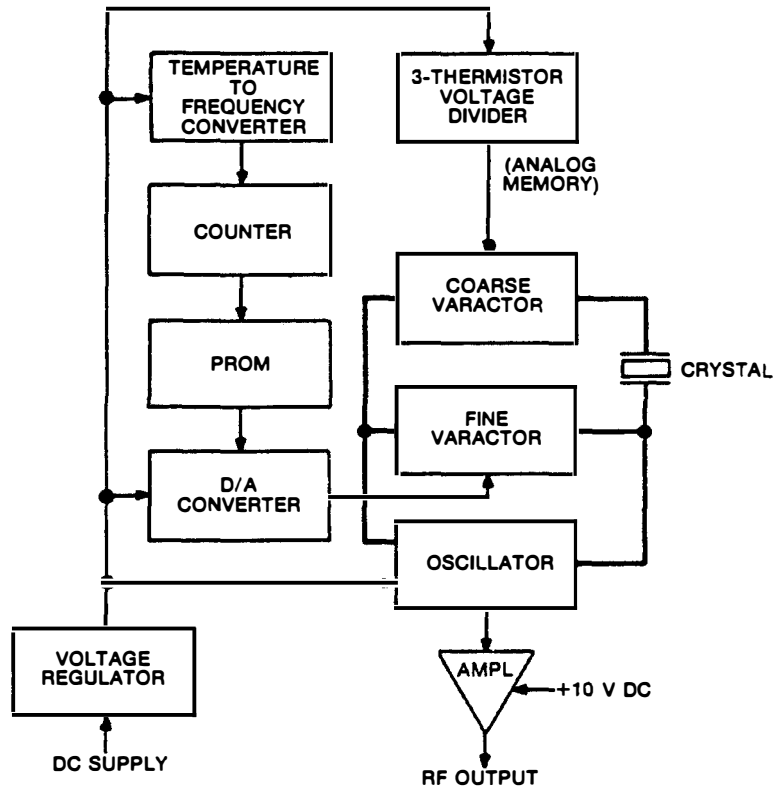 TEMPERATURE
TO
FREQUENCY
CONVERTER
3-THERMISTOR
VOLTAGE
DIVIDER
(ANALOG
MEMORY)
COUNTER
COARSE
VARACTOR
PROM
CRYSTAL
FINE
VARACTOR
D/A
CONVERTER
OSCILLATOR
VOLTAGE
REGULATOR
AMPL
+10 V DC
DC SUPPLY
RF OUTPUT